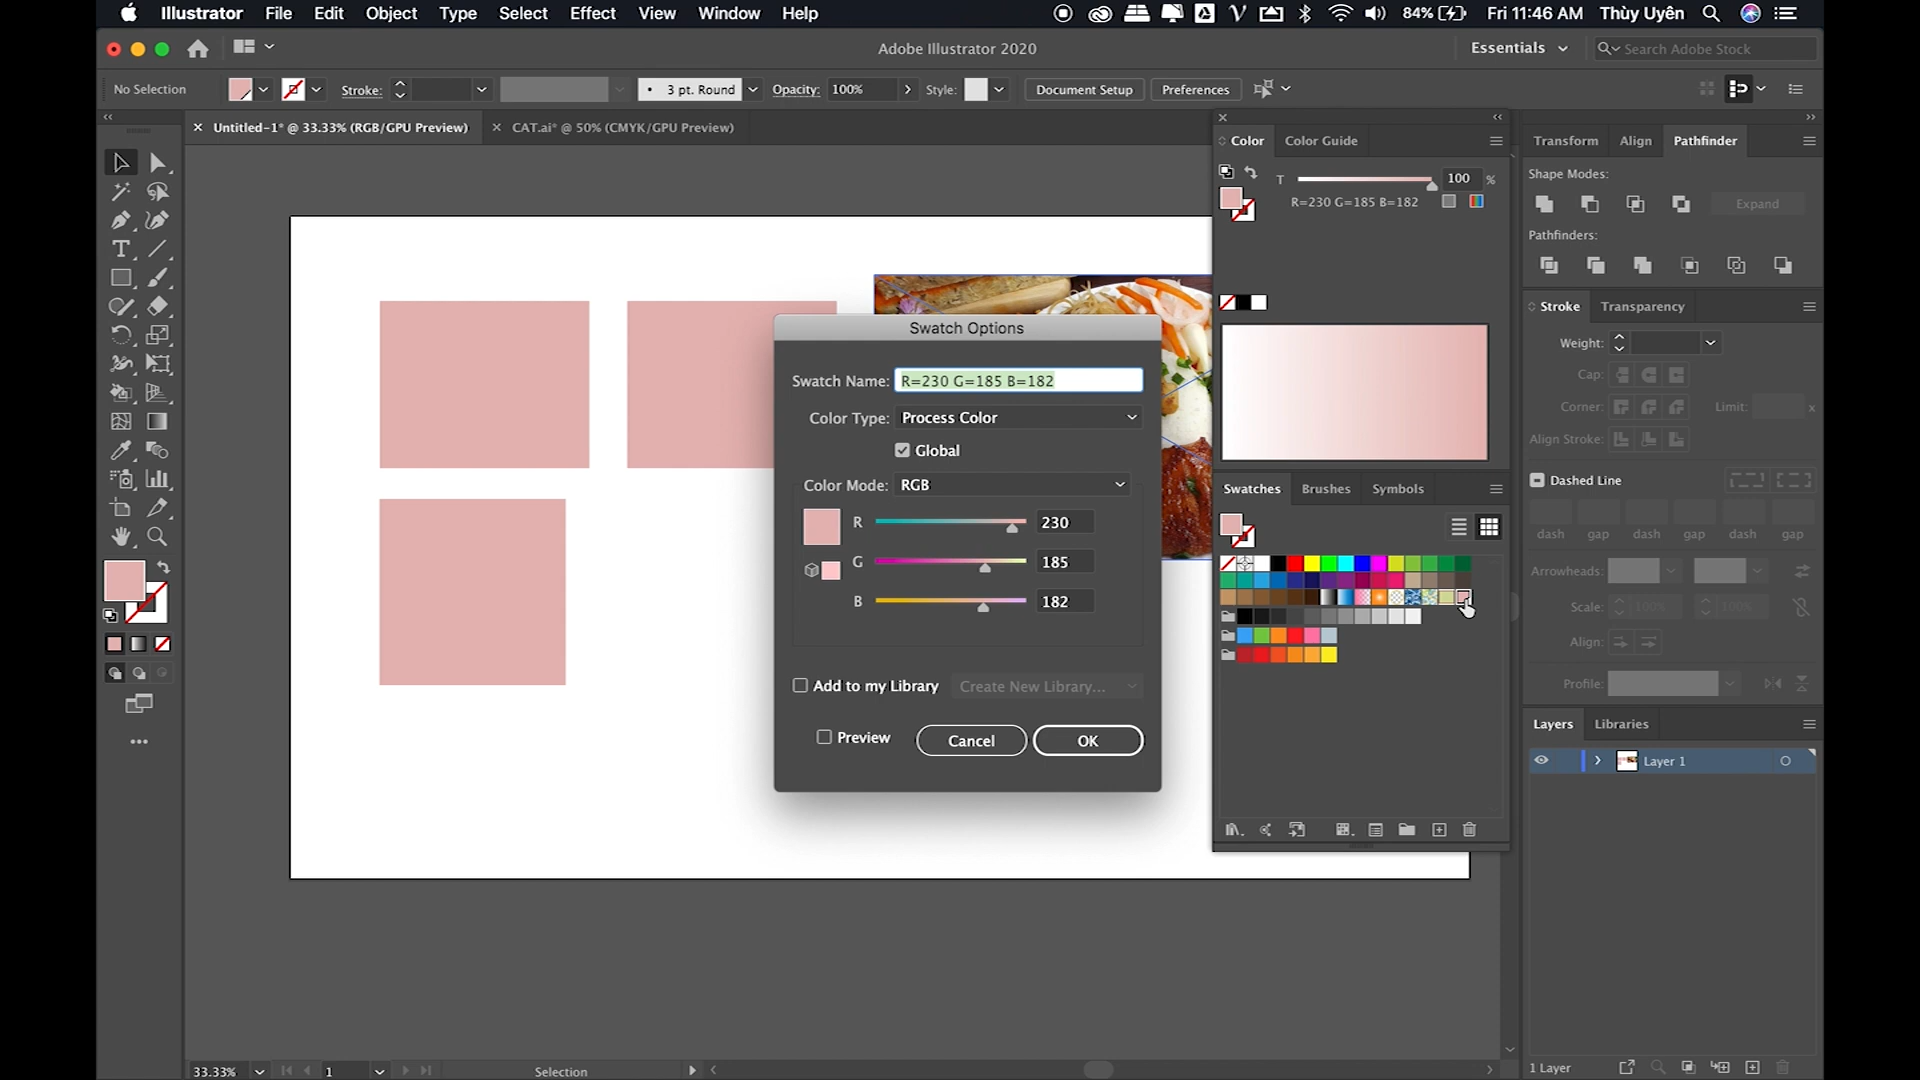 Illustrator File Edit Object Type Select Effect View Window Help 84% Fri 11:46 AM Thùy Uyên
Adobe Illustrator 2020 Essentials Search Adobe Stock
No Selection Stroke: 3 pt. Round Opacity: 100% Style: Document Setup Preferences
Untitled-1* @ 33.33% (RGB/GPU Preview) CAT.ai* @ 50% (CMYK/GPU Preview)
Color Color Guide
T 100 %
R=230 G=185 B=182
Swatch Options
Swatch Name: R=230 G=185 B=182
Color Type: Process Color
Global
Color Mode: RGB
R 230
G 185
B 182
Add to my Library Create New Library...
Preview Cancel OK
Swatches Brushes Symbols
Transform Align Pathfinder
Shape Modes:
Expand
Pathfinders:
Stroke Transparency
Weight:
Cap:
Corner: Limit: x
Align Stroke:
Dashed Line
dash gap dash gap dash gap
Arrowheads:
Scale: 100% 100%
Align:
Profile:
Layers Libraries
Layer 1
1 Layer
33.33% 1 Selection